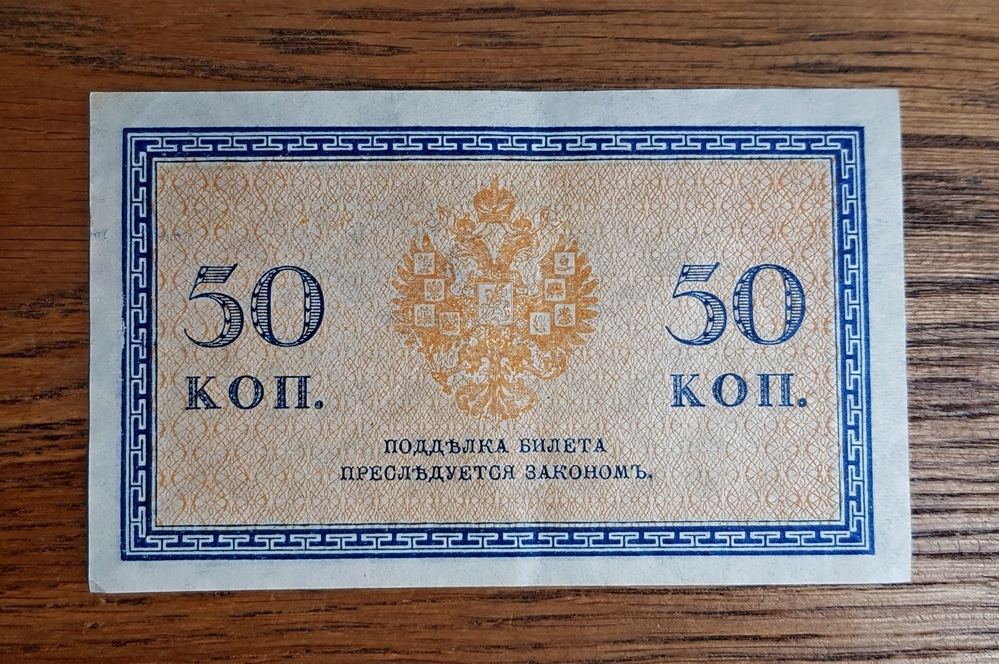 50 50
КОП. КОП.
ПОДДѢЛКА БИЛЕТА
ПРЕСЛѢДУЕТСЯ ЗАКОНОМЪ.